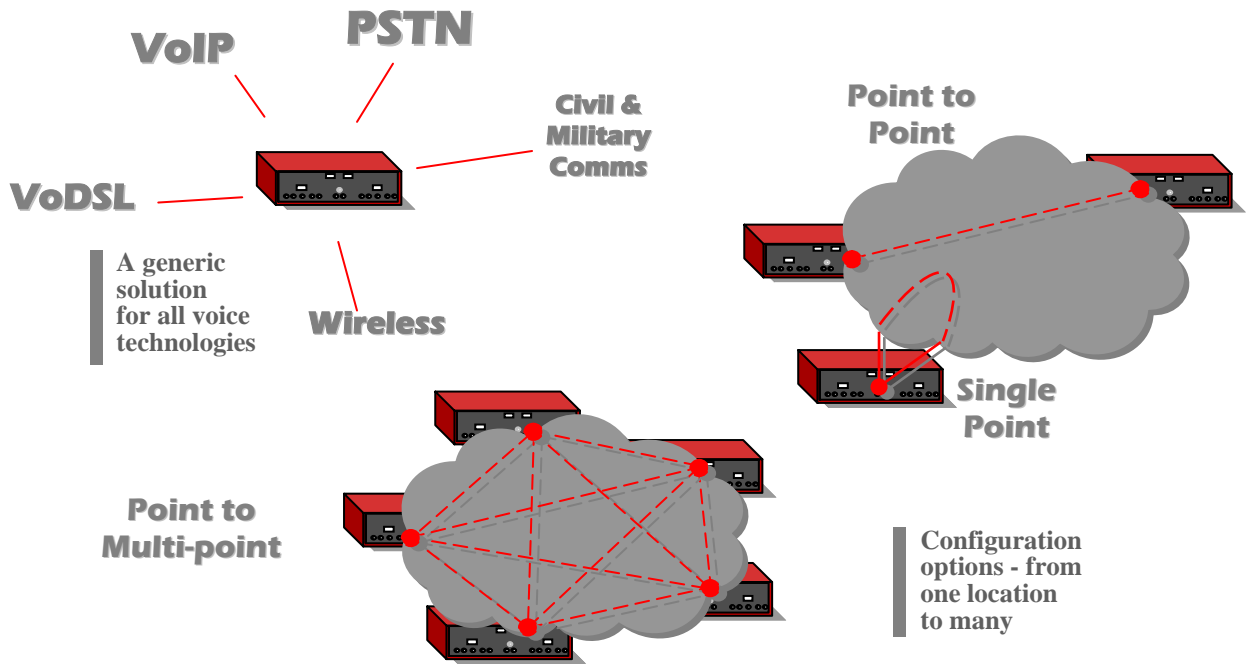 VoIP
PSTN
Civil &
Military
Comms
VoDSL
A generic
solution
for all voice
technologies
Wireless
Point to
Point
Single
Point
Point to
Multi-point
Configuration
options - from
one location
to many